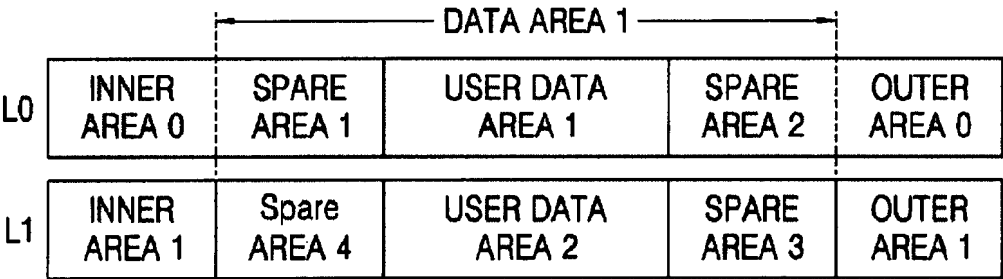 DATA AREA 1
L0
INNER AREA 0
SPARE AREA 1
USER DATA AREA 1
SPARE AREA 2
OUTER AREA 0
L1
INNER AREA 1
Spare AREA 4
USER DATA AREA 2
SPARE AREA 3
OUTER AREA 1